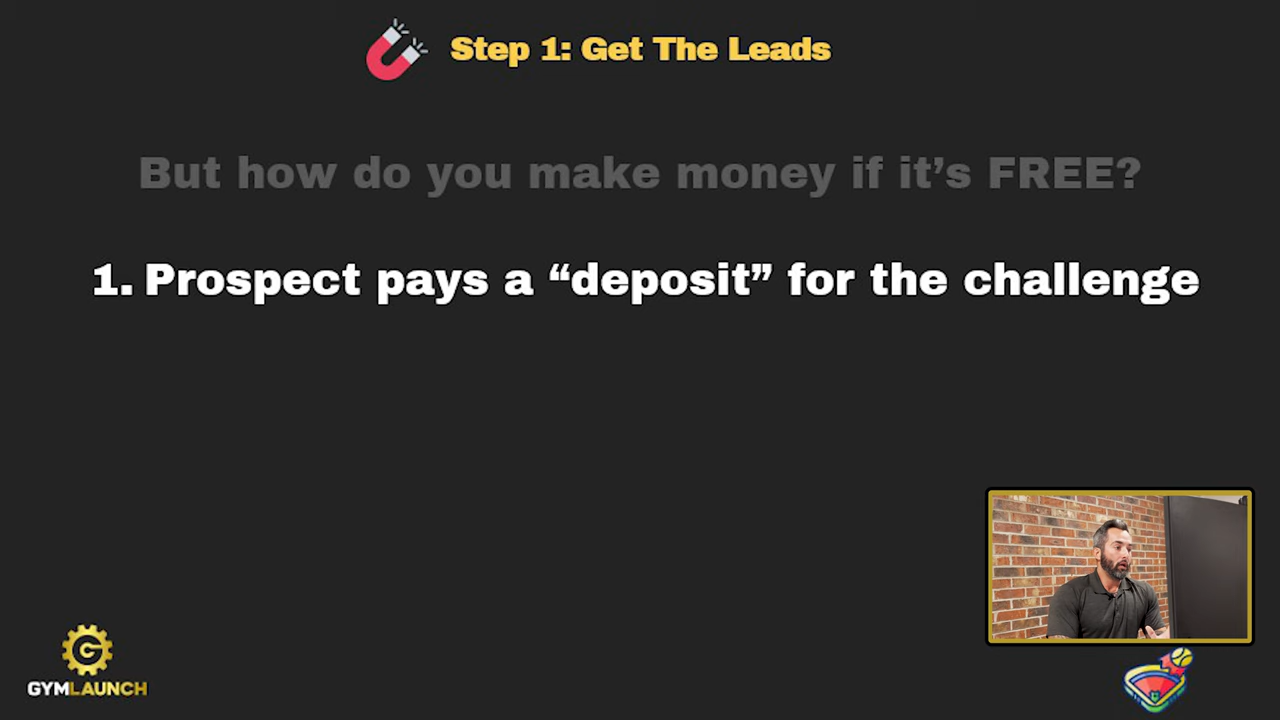 Step 1: Get The Leads
But how do you make money if it’s FREE?
1. Prospect pays a “deposit” for the challenge
G
GYMLAUNCH